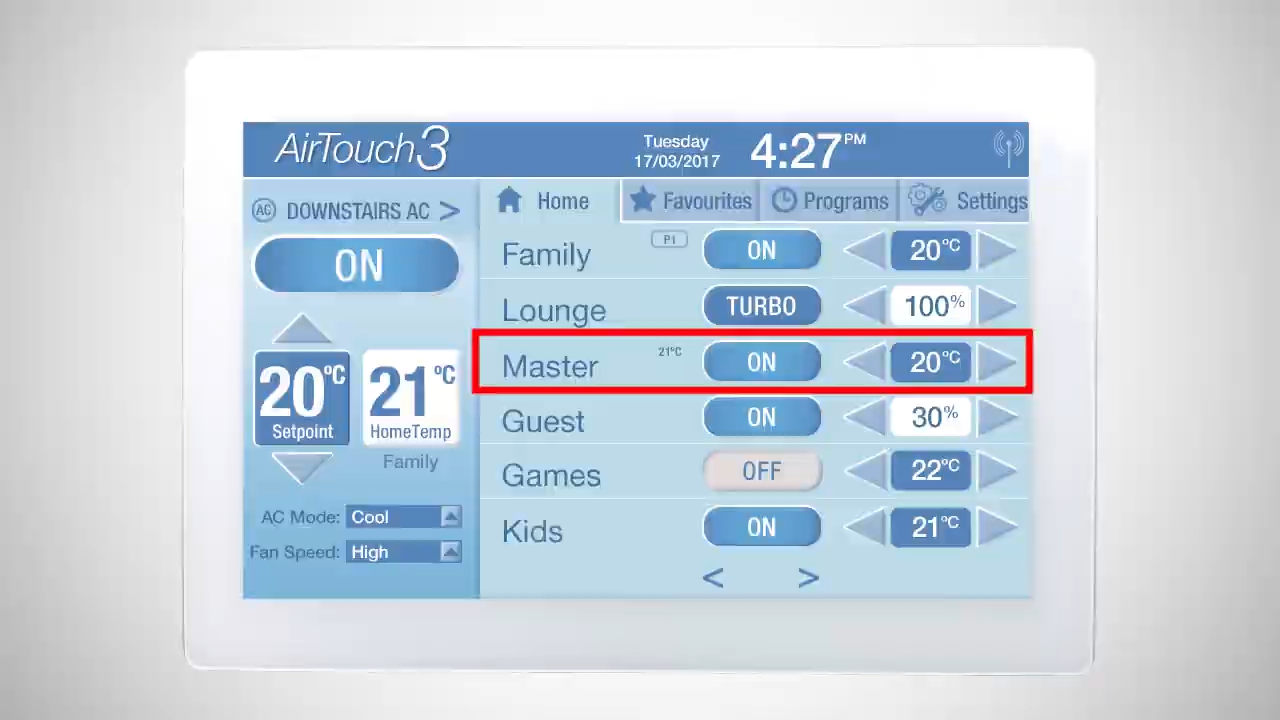 AirTouch3
Tuesday
17/03/2017
4:27PM
AC DOWNSTAIRS AC >
ON
20°C
Setpoint
21°C
HomeTemp
Family
AC Mode: Cool
Fan Speed: High
Home Favourites Programs Settings
Family P1 ON 20°C
Lounge TURBO 100%
Master 21°C ON 20°C
Guest ON 30%
Games OFF 22°C
Kids ON 21°C
< >